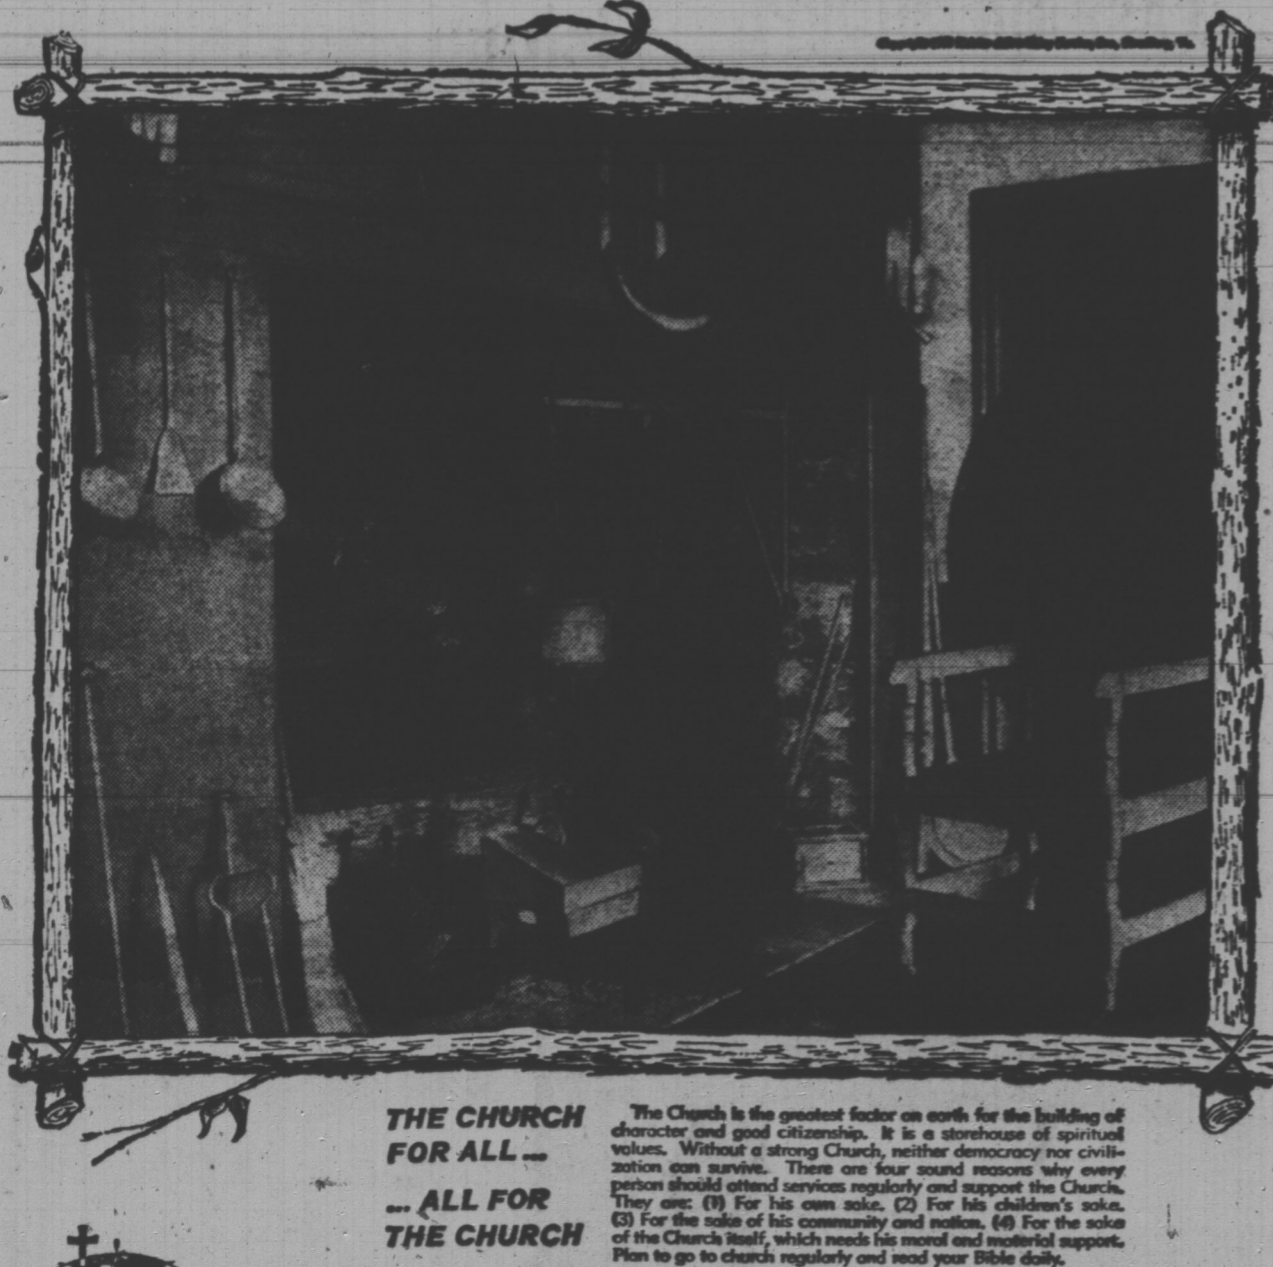 THE CHURCH
FOR ALL...
... ALL FOR
THE CHURCH
The Church is the greatest factor on earth for the building of
character and good citizenship. It is a storehouse of spiritual
values. Without a strong Church, neither democracy nor civili-
zation can survive. There are four sound reasons why every
person should attend services regularly and support the Church.
They are: (1) For his own sake. (2) For his children's sake.
(3) For the sake of his community and nation. (4) For the sake
of the Church itself, which needs his moral and material support.
Plan to go to church regularly and read your Bible daily.